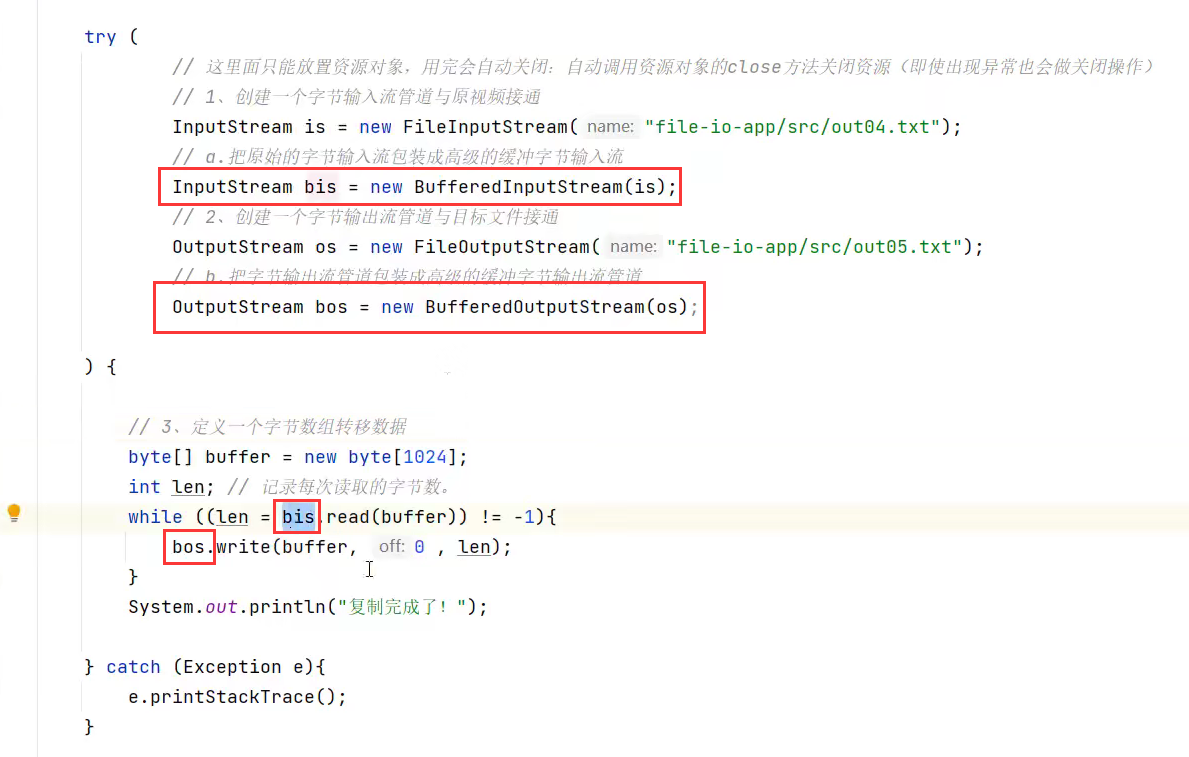 try (
// 这里面只能放置资源对象，用完会自动关闭：自动调用资源对象的close方法关闭资源（即使出现异常也会做关闭操作）
// 1、创建一个字节输入流管道与原视频接通
InputStream is = new FileInputStream( name: "file-io-app/src/out04.txt");
// a.把原始的字节输入流包装成高级的缓冲字节输入流
InputStream bis = new BufferedInputStream(is);
// 2、创建一个字节输出流管道与目标文件接通
OutputStream os = new FileOutputStream( name: "file-io-app/src/out05.txt");
// b.把字节输出流管道包装成高级的缓冲字节输出流管道
OutputStream bos = new BufferedOutputStream(os);
) {
// 3、定义一个字节数组转移数据
byte[] buffer = new byte[1024];
int len; // 记录每次读取的字节数。
while ((len = bis.read(buffer)) != -1){
bos.write(buffer, off: 0 , len);
}
System.out.println("复制完成了！");
} catch (Exception e){
e.printStackTrace();
}